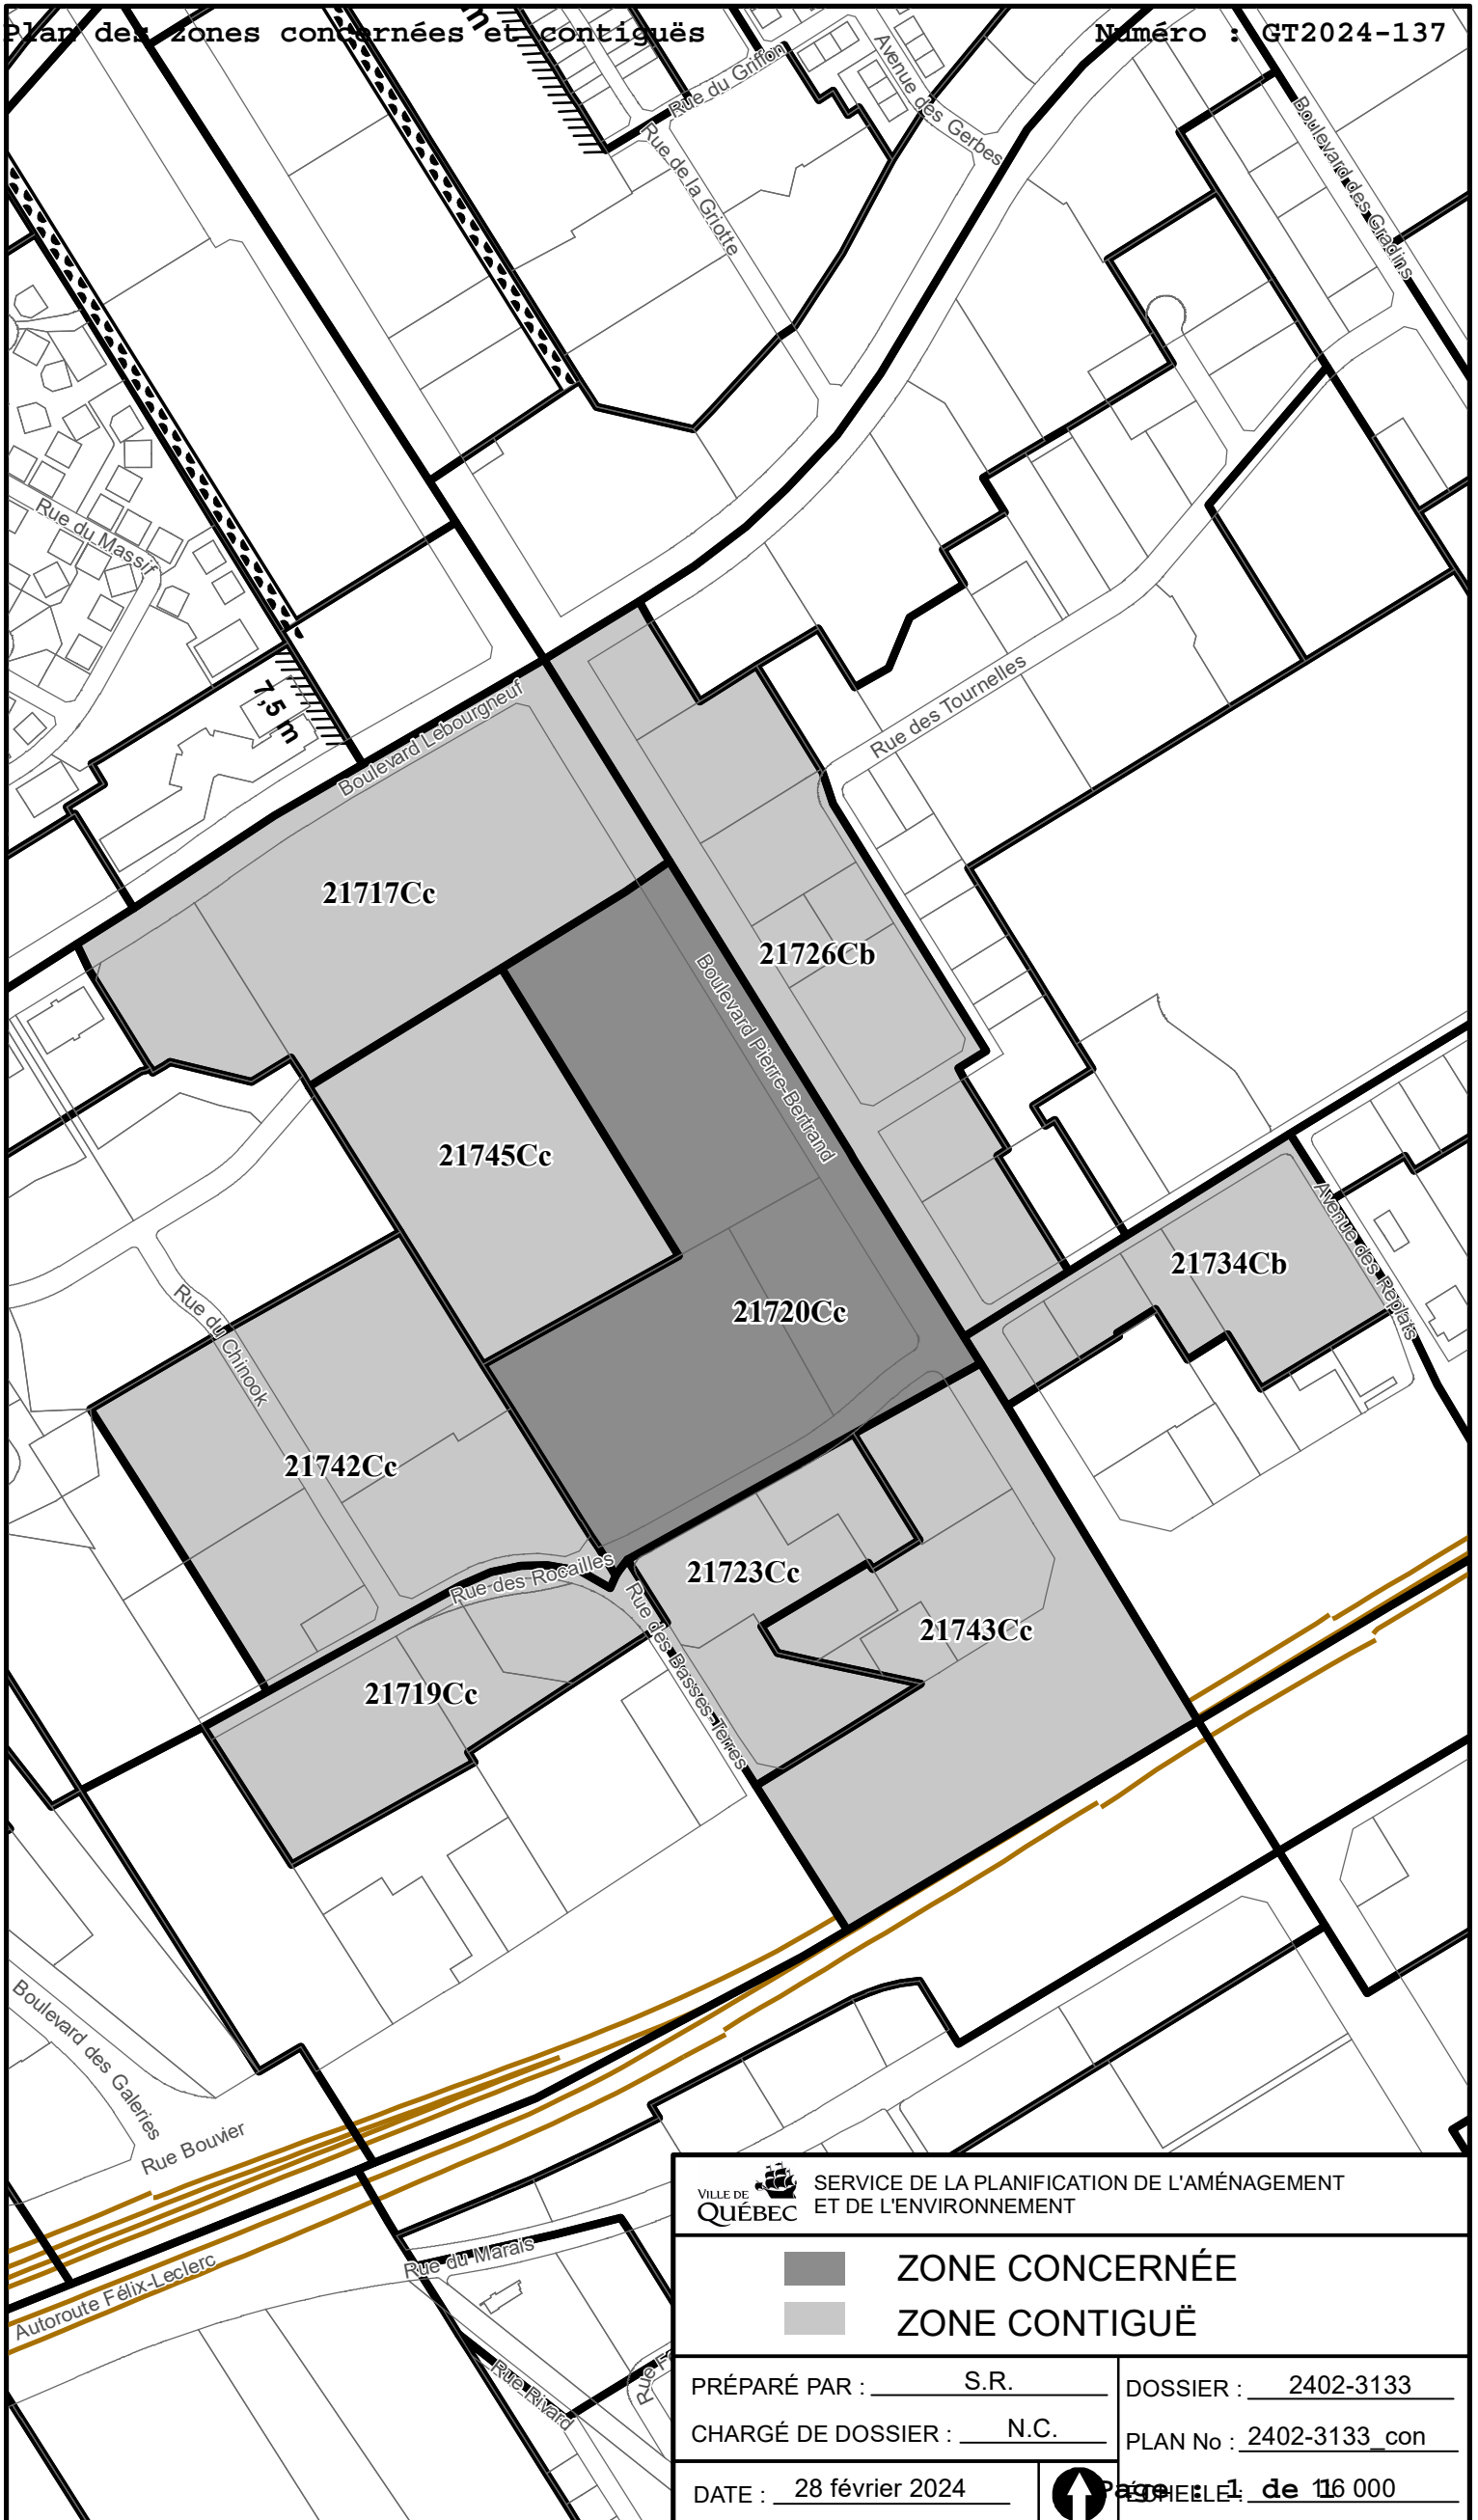 Plan des zones concernées et contiguës
Numéro : GT2024-137
Rue du Griffon
Avenue des Gerbes
Rue de la Griotte
Boulevard des Gradins
Rue du Massif
7,5 m
Boulevard Lebourgneuf
Rue des Tournelles
21717Cc
21726Cb
Boulevard Pierre-Bertrand
21745Cc
21734Cb
Avenue des Replats
21720Cc
Rue du Chinook
21742Cc
Rue des Rocailles
21723Cc
Rue des Basses-Terres
21743Cc
21719Cc
Boulevard des Galeries
Rue Bouvier
Autoroute Félix-Leclerc
Rue du Marais
Rue Rivard
VILLE DE
QUÉBEC
SERVICE DE LA PLANIFICATION DE L'AMÉNAGEMENT
ET DE L'ENVIRONNEMENT
ZONE CONCERNÉE
ZONE CONTIGUË
PRÉPARÉ PAR : S.R.
DOSSIER : 2402-3133
CHARGÉ DE DOSSIER : N.C.
PLAN No : 2402-3133_con
DATE : 28 février 2024
Page : 1 de 1
ÉCHELLE :